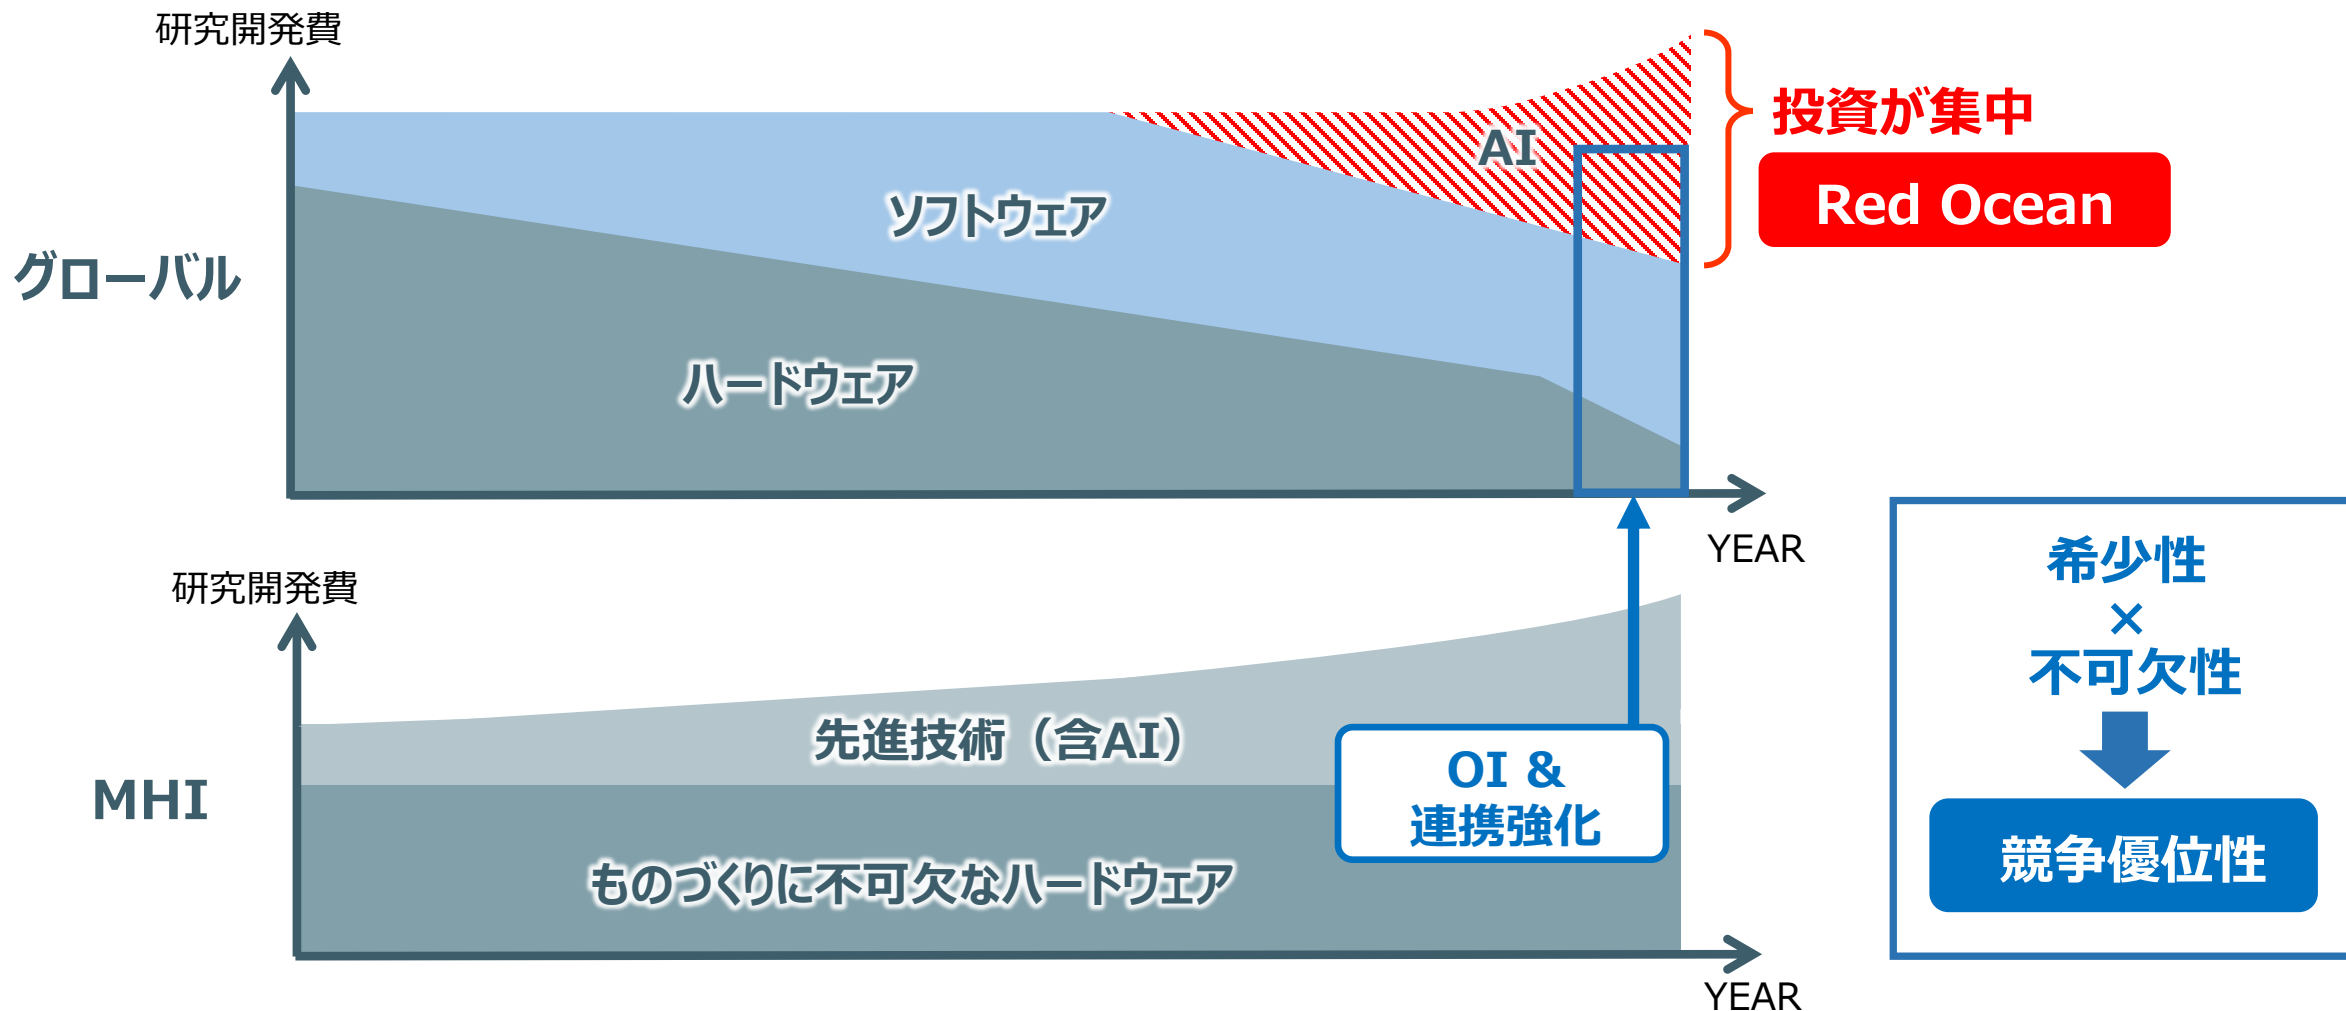 研究開発費
投資が集中
AI
Red Ocean
ソフトウェア
グローバル
ハードウェア
YEAR
研究開発費
先進技術（含AI）
MHI
ものづくりに不可欠なハードウェア
OI &
連携強化
YEAR
希少性
×
不可欠性
競争優位性